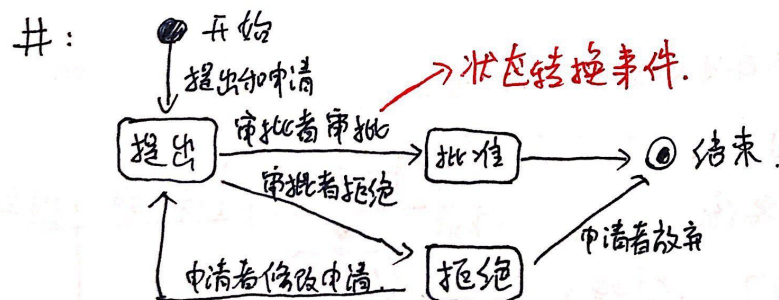 #:
开始
提出申请
状态转换事件.
审批者审批
提出
批准
结束.
审批者拒绝
申请者放弃
申请者修改申请.
拒绝